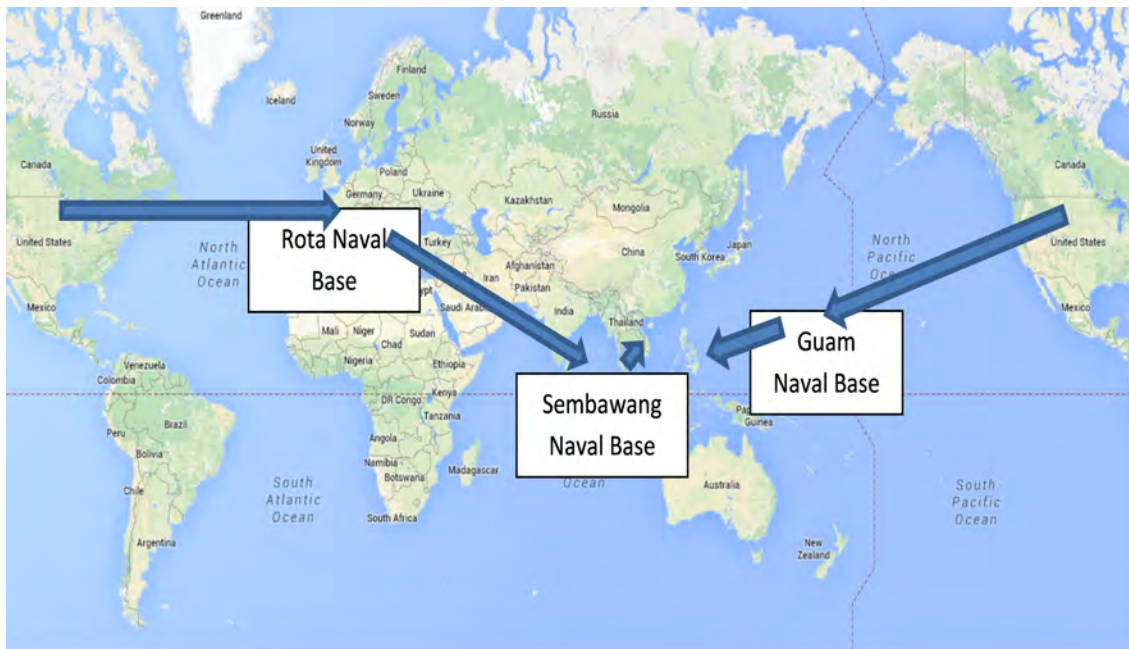 Greenland
Iceland
Finland
Sweden
Norway
Russia
Canada
United
Kingdom
Poland
Germany
Ukraine
Kazakhstan
Mongolia
Canada
United States
North
Atlantic
Ocean
Rota Naval
Base
Turkey
Afghanistan
Iran
Pakistan
China
South Korea
Japan
North
Pacific
United States
Mexico
Saudi
India
Thailand
Mexico
Mali
Niger
Chad
Sudan
Nigeria
Ethiopia
Guam
Naval Base
Venezuela
Colombia
DR Congo
Kenya
Tanzania
Sembawang
Naval Base
Guinea
Peru
Brazil
Bolivia
Angola
Namibia
Botswana
Madagascar
Chile
South
Atlantic
Ocean
South Africa
Ocean
Australia
South
Pacific
Ocean
Argentina
New
Zealand